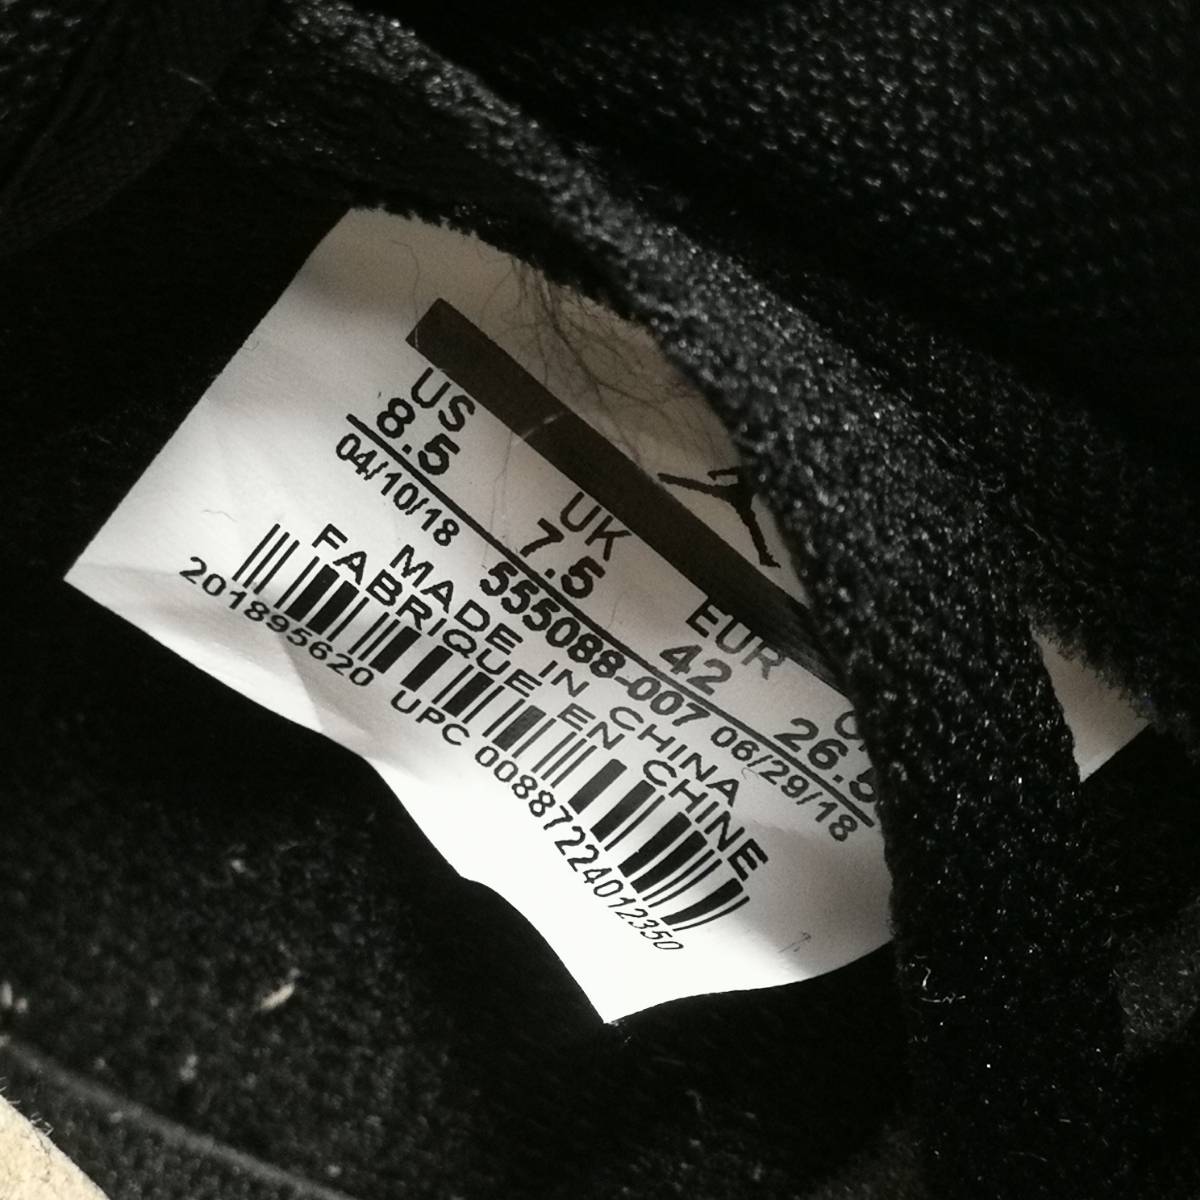 US UK EUR
8.5 7.5 42 26.5
04/10/18 555088-007 06/29/18
MADE IN CHINA
FABRIQUE EN CHINE
201895620 UPC 00887224012350